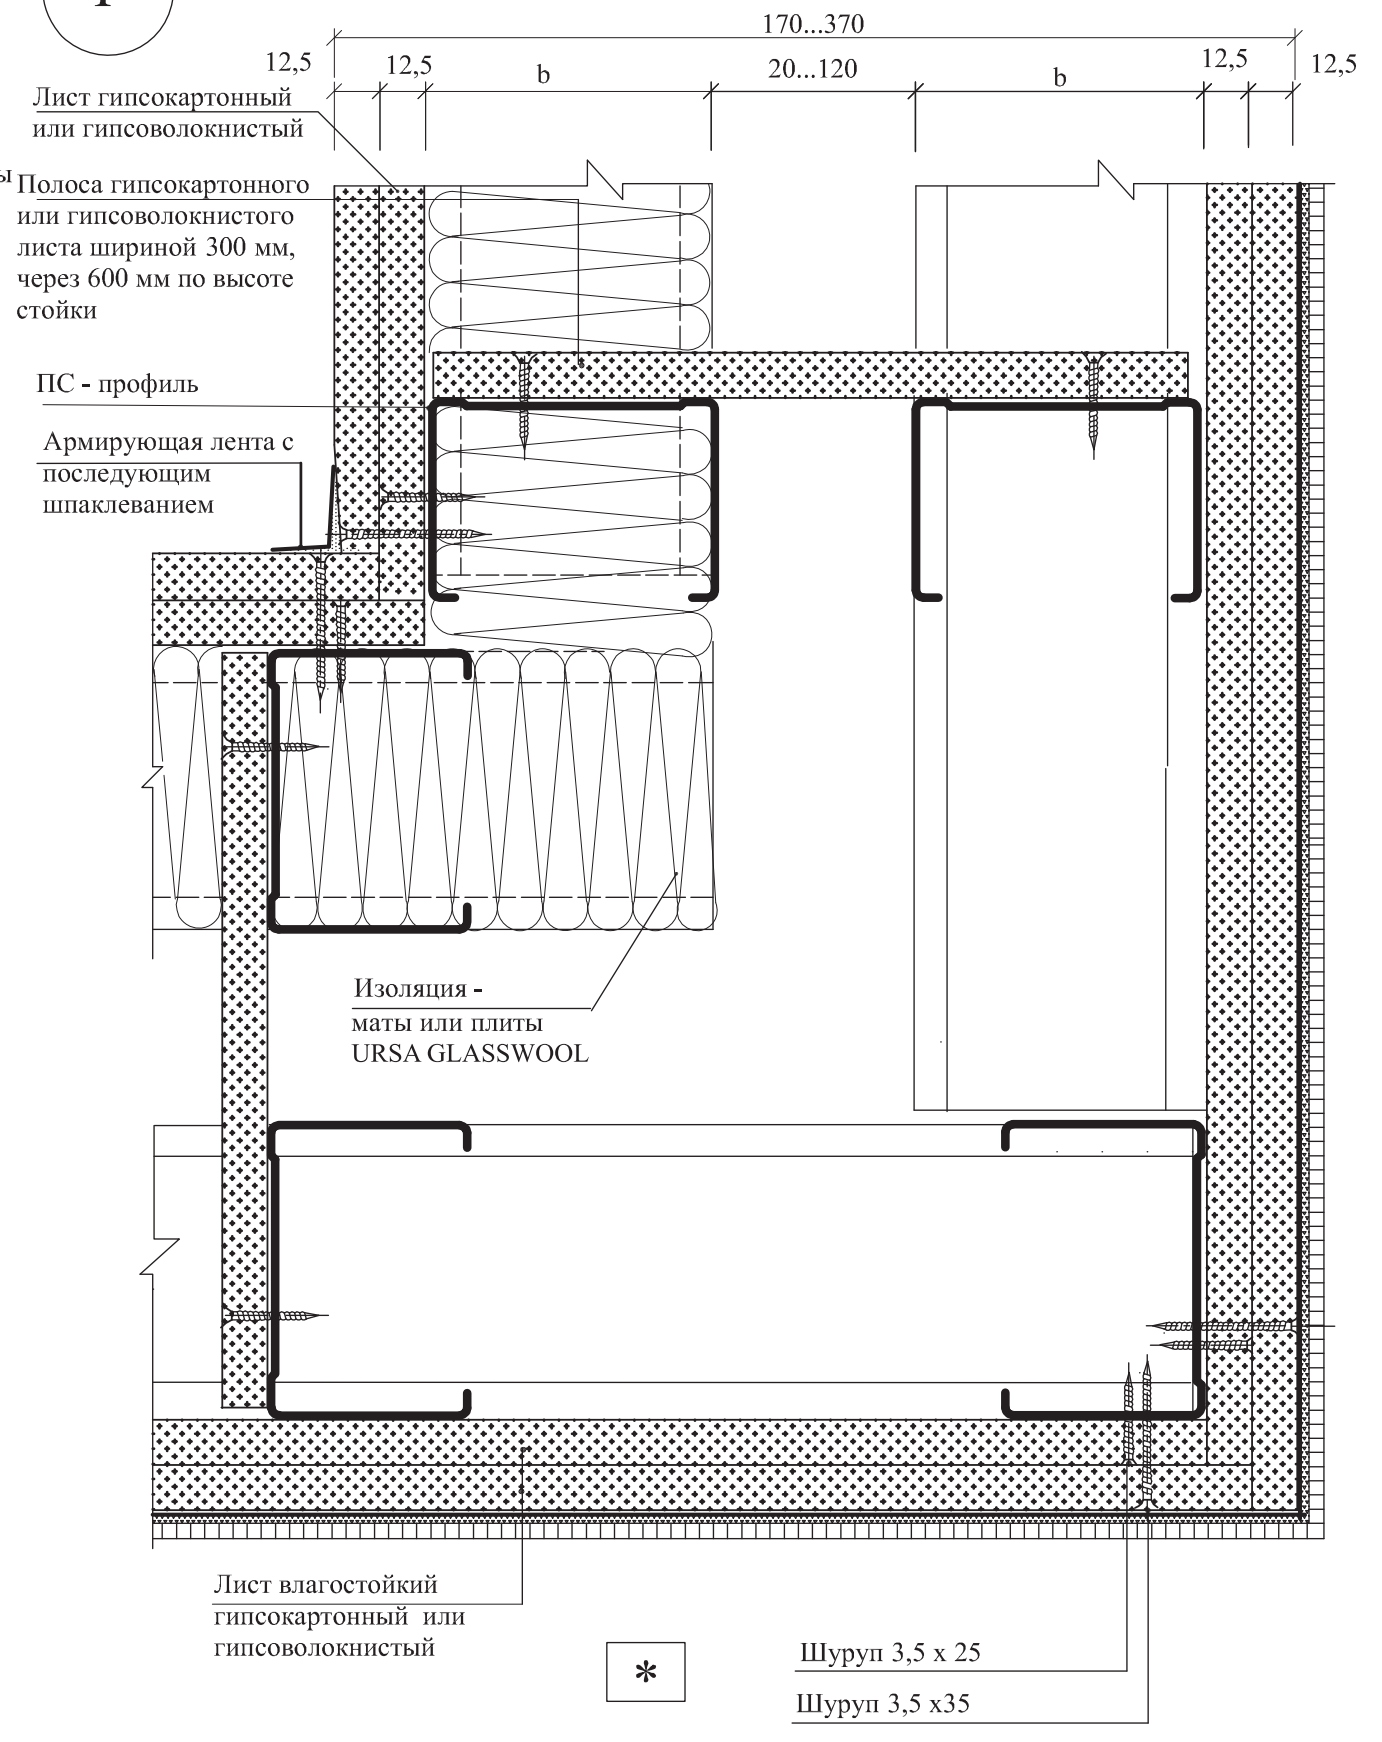 170...370
12,5
12,5
b
20...120
b
12,5
12,5
Лист гипсокартонный
или гипсоволокнистый
Полоса гипсокартонного
или гипсоволокнистого
листа шириной 300 мм,
через 600 мм по высоте
стойки
ПС - профиль
Армирующая лента с
последующим
шпаклеванием
Изоляция -
маты или плиты
URSA GLASSWOOL
Лист влагостойкий
гипсокартонный или
гипсоволокнистый
*
Шуруп 3,5 х 25
Шуруп 3,5 х35